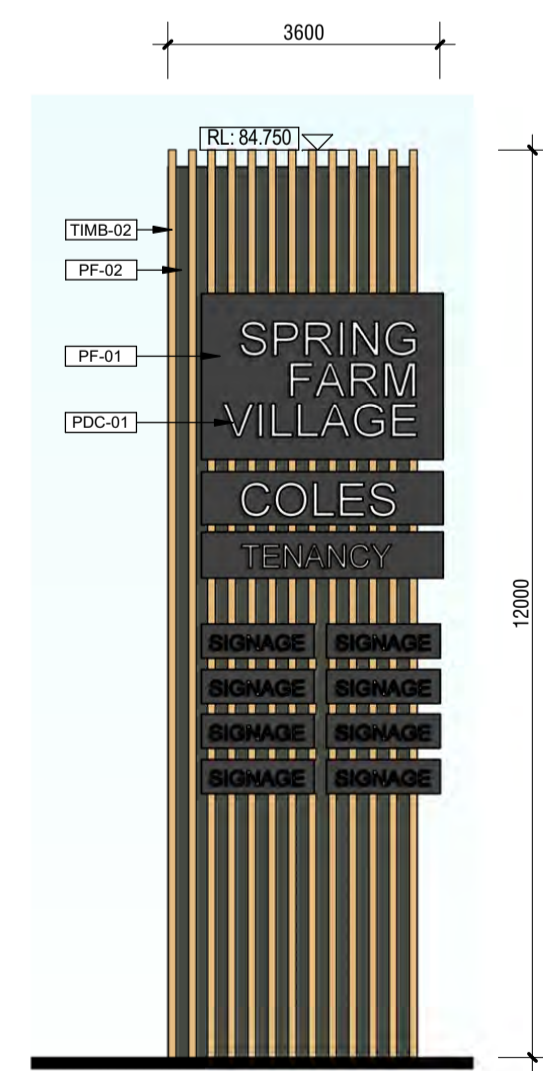 3600
RL: 84.750
TIMB-02
PF-02
PF-01
SPRING
FARM
VILLAGE
PDC-01
COLES
TENANCY
SIGNAGE SIGNAGE
SIGNAGE SIGNAGE
SIGNAGE SIGNAGE
SIGNAGE SIGNAGE
12000